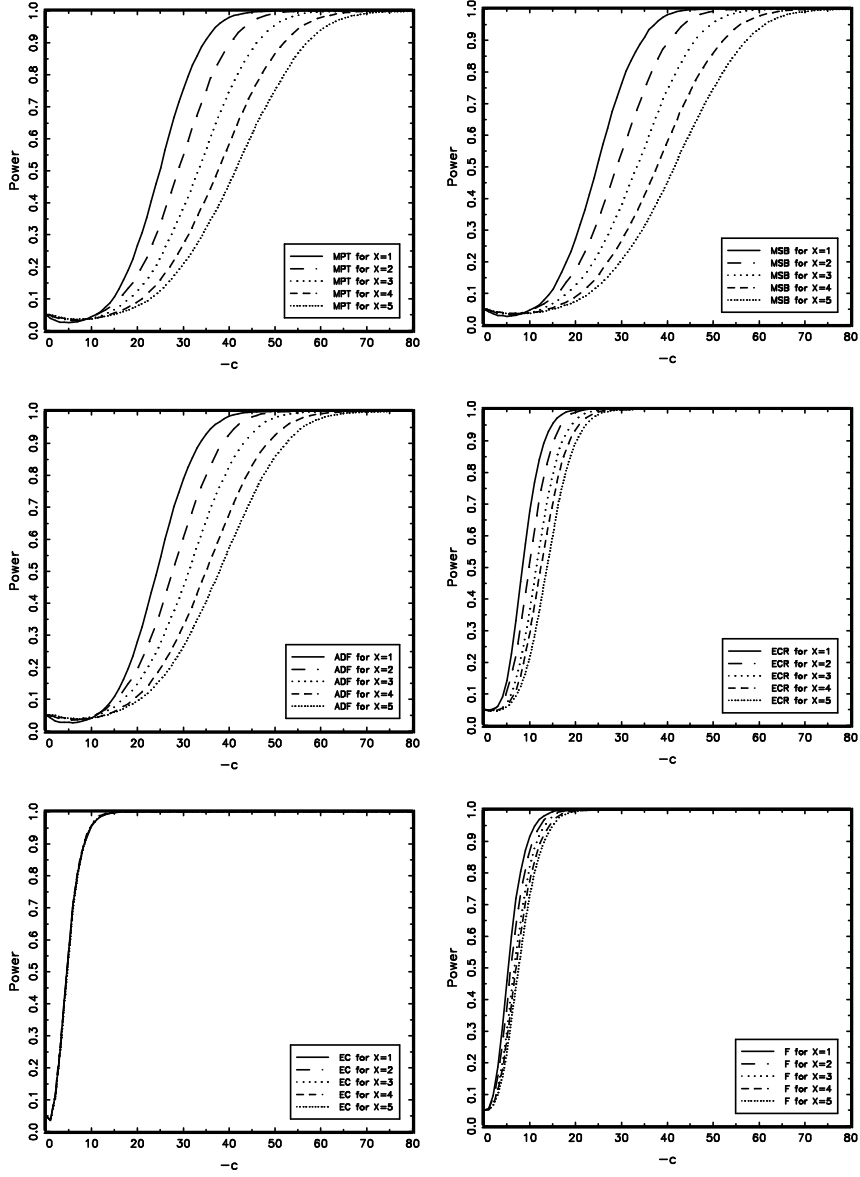 Power
1.0
0.9
0.8
0.7
0.6
0.5
0.4
0.3
0.2
0.1
0.0
MPT for X=1
MPT for X=2
MPT for X=3
MPT for X=4
MPT for X=5
0 10 20 30 40 50 60 70 80
−c
Power
1.0
0.9
0.8
0.7
0.6
0.5
0.4
0.3
0.2
0.1
0.0
MSB for X=1
MSB for X=2
MSB for X=3
MSB for X=4
MSB for X=5
0 10 20 30 40 50 60 70 80
−c
Power
1.0
0.9
0.8
0.7
0.6
0.5
0.4
0.3
0.2
0.1
0.0
ADF for X=1
ADF for X=2
ADF for X=3
ADF for X=4
ADF for X=5
0 10 20 30 40 50 60 70 80
−c
Power
1.0
0.9
0.8
0.7
0.6
0.5
0.4
0.3
0.2
0.1
0.0
ECR for X=1
ECR for X=2
ECR for X=3
ECR for X=4
ECR for X=5
0 10 20 30 40 50 60 70 80
−c
Power
1.0
0.9
0.8
0.7
0.6
0.5
0.4
0.3
0.2
0.1
0.0
EC for X=1
EC for X=2
EC for X=3
EC for X=4
EC for X=5
0 10 20 30 40 50 60 70 80
−c
Power
1.0
0.9
0.8
0.7
0.6
0.5
0.4
0.3
0.2
0.1
0.0
F for X=1
F for X=2
F for X=3
F for X=4
F for X=5
0 10 20 30 40 50 60 70 80
−c